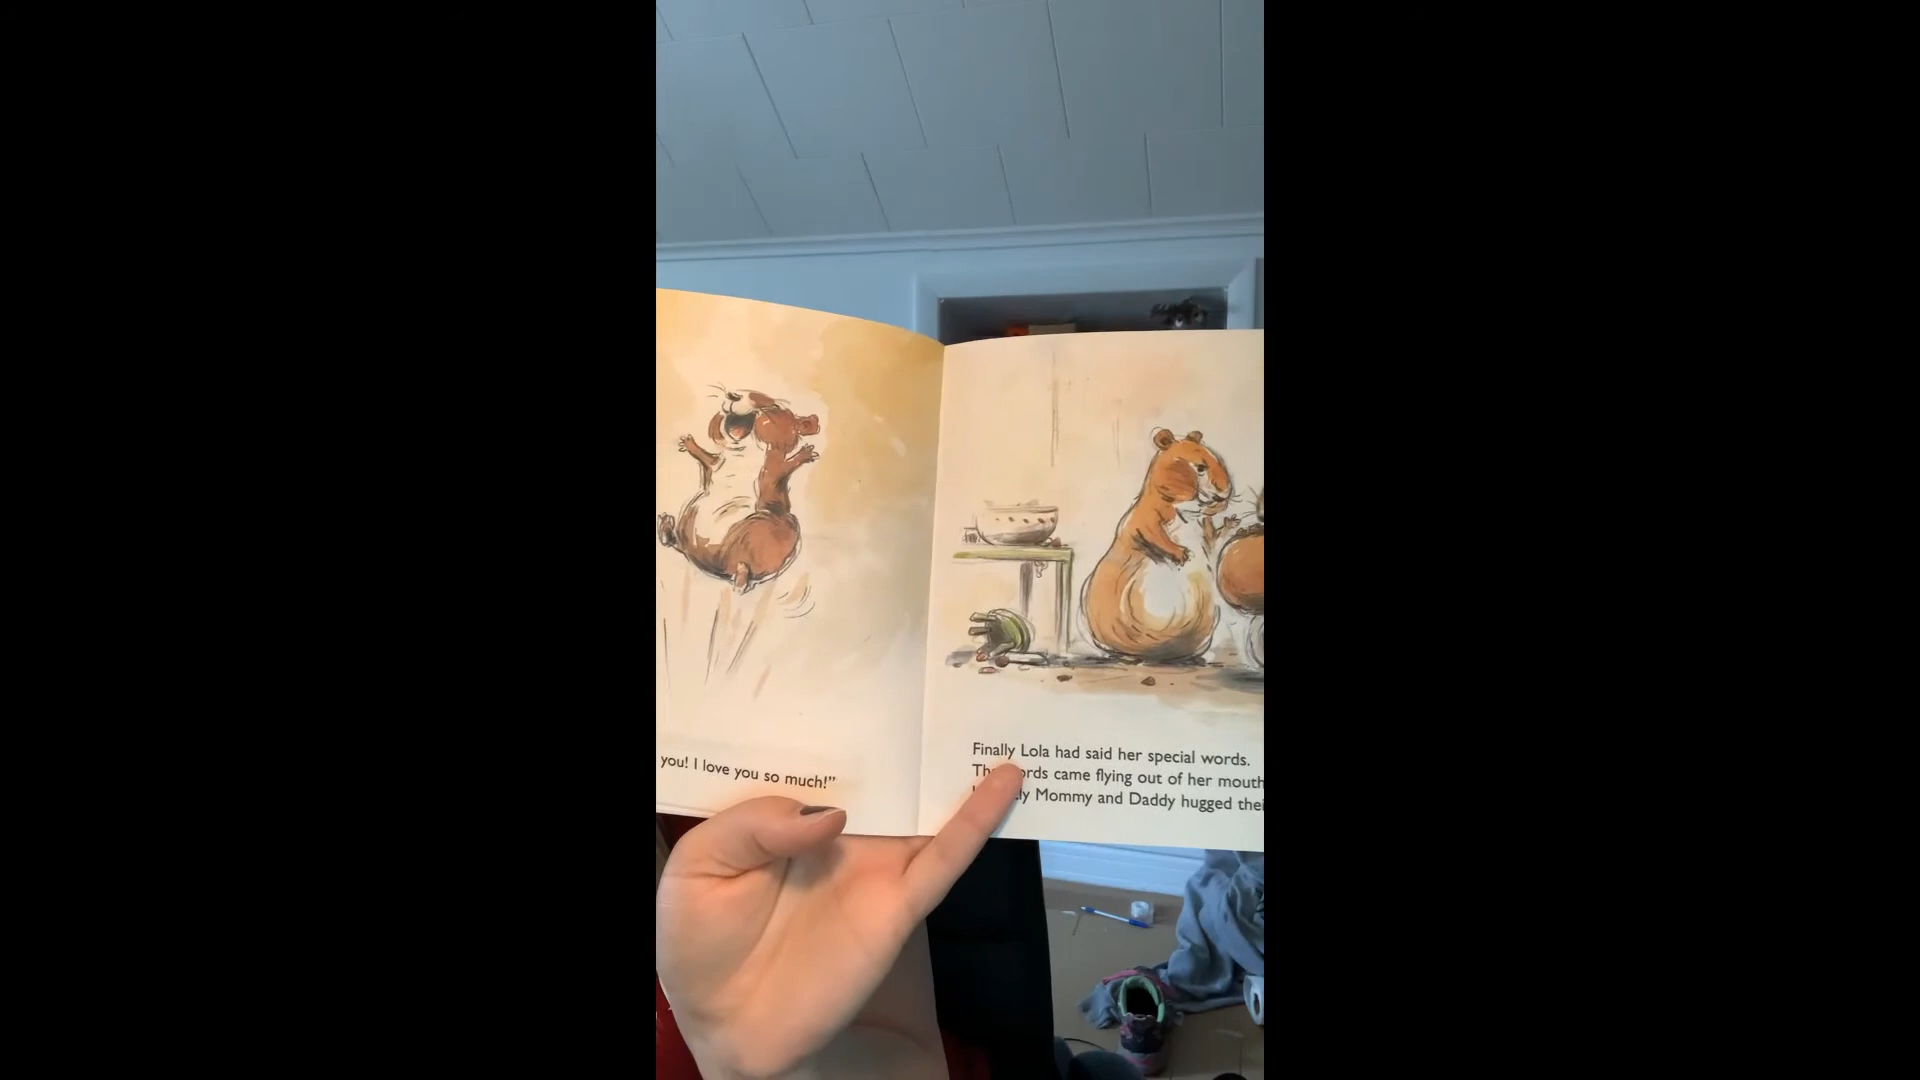 you! I love you so much!”
Finally Lola had said her special words.
came flying out of her mouth
Mommy and Daddy hugged